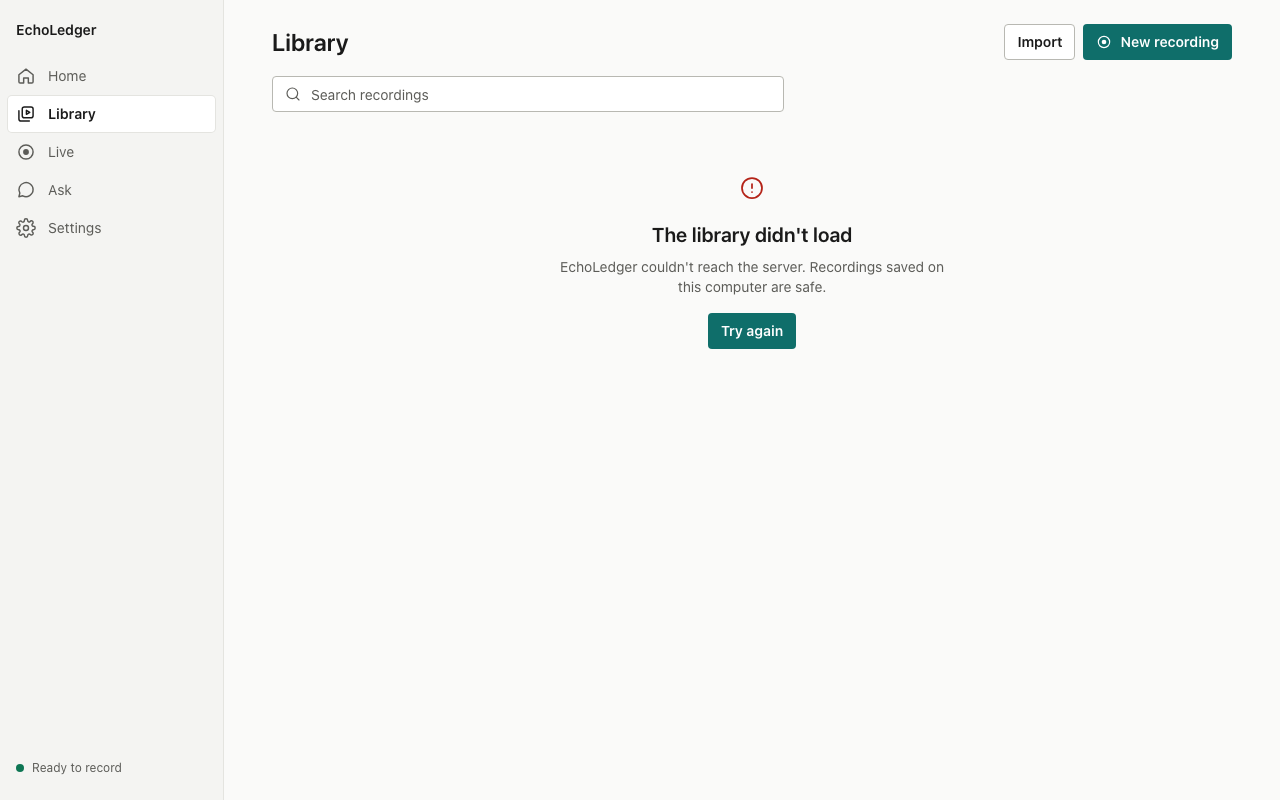 EchoLedger
Home
Library
Live
Ask
Settings
Ready to record
Library
Import
New recording
Search recordings
The library didn't load
EchoLedger couldn't reach the server. Recordings saved on
this computer are safe.
Try again